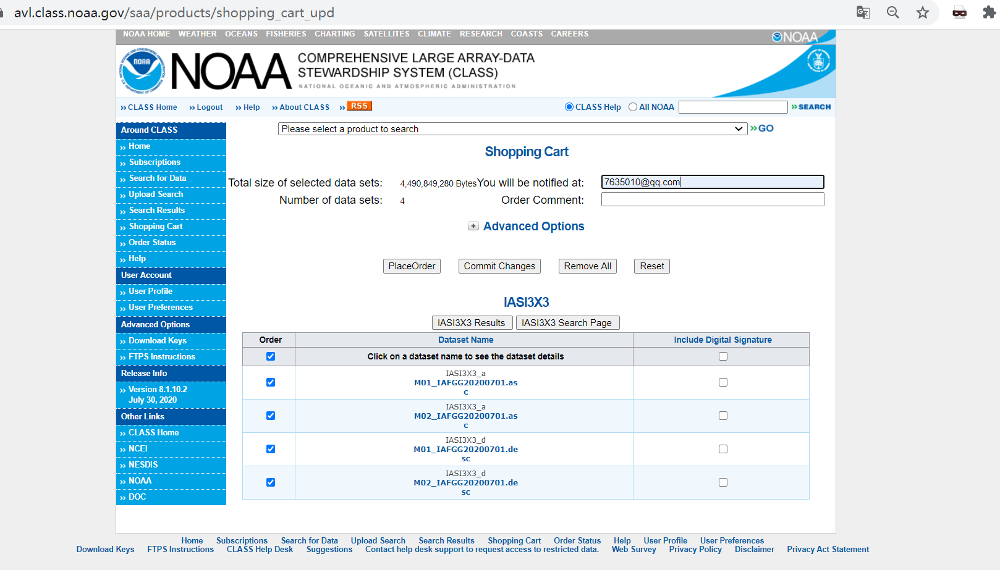 avl.class.noaa.gov/saa/products/shopping_cart_upd
NOAA HOME WEATHER OCEANS FISHERIES CHARTING SATELLITES CLIMATE RESEARCH COASTS CAREERS
NOAA
NOAA
NOAA
COMPREHENSIVE LARGE ARRAY-DATA
STEWARDSHIP SYSTEM (CLASS)
NATIONAL OCEANIC AND ATMOSPHERIC ADMINISTRATION
»CLASS Home »Logout »Help »About CLASS » RSS
CLASS Help All NOAA »SEARCH
Please select a product to search »GO
Around CLASS
» Home
» Subscriptions
» Search for Data
» Upload Search
» Search Results
» Shopping Cart
» Order Status
» Help
User Account
» User Profile
» User Preferences
Advanced Options
» Download Keys
» FTPS Instructions
Release Info
» Version 8.1.10.2
July 30, 2020
Other Links
» CLASS Home
» NCEI
» NESDIS
» NOAA
» DOC
Shopping Cart
Total size of selected data sets: 4,490,849,280 Bytes You will be notified at: 7635010@qq.com
Number of data sets: 4 Order Comment:
+ Advanced Options
PlaceOrder Commit Changes Remove All Reset
IASI3X3
IASI3X3 Results IASI3X3 Search Page
Order Dataset Name Include Digital Signature
Click on a dataset name to see the dataset details
IASI3X3_a
M01_IAFGG20200701.as
c
IASI3X3_a
M02_IAFGG20200701.as
c
IASI3X3_d
M01_IAFGG20200701.de
sc
IASI3X3_d
M02_IAFGG20200701.de
sc
Home Subscriptions Search for Data Upload Search Search Results Shopping Cart Order Status Help User Profile User Preferences
Download Keys FTPS Instructions CLASS Help Desk Suggestions Contact help desk support to request access to restricted data. Web Survey Privacy Policy Disclaimer Privacy Act Statement